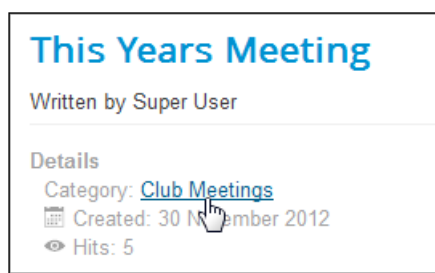 This Years Meeting
Written by Super User
Details
Category: Club Meetings
Created: 30 November 2012
Hits: 5